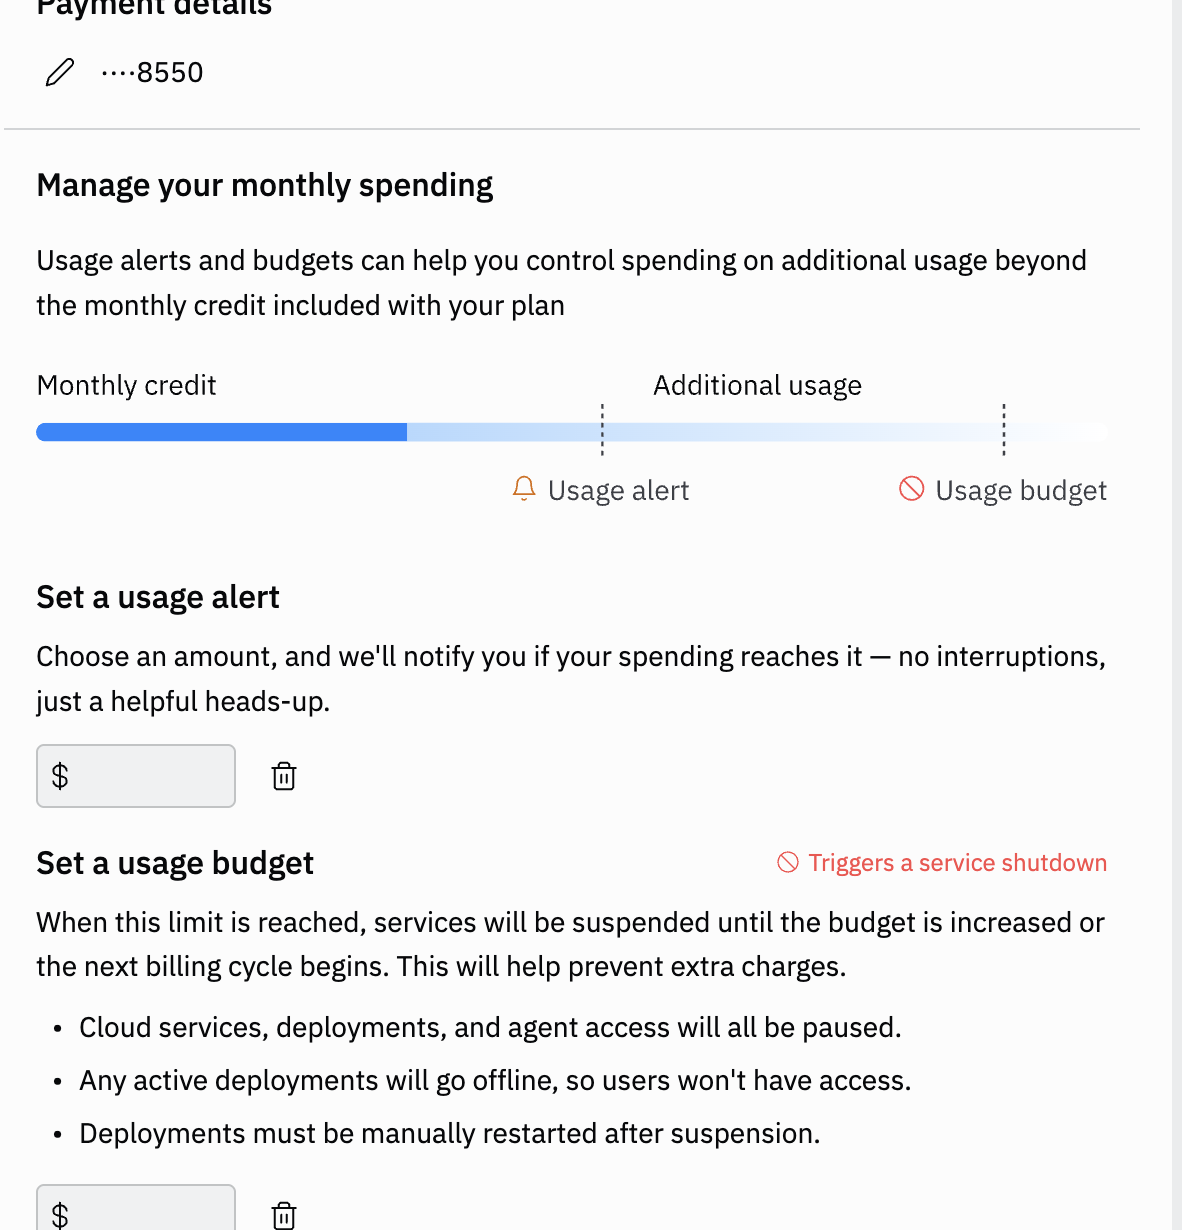 Payment details
····8550
Manage your monthly spending
Usage alerts and budgets can help you control spending on additional usage beyond
the monthly credit included with your plan
Monthly credit
Additional usage
Usage alert
Usage budget
Set a usage alert
Choose an amount, and we'll notify you if your spending reaches it — no interruptions,
just a helpful heads-up.
$
Set a usage budget
Triggers a service shutdown
When this limit is reached, services will be suspended until the budget is increased or
the next billing cycle begins. This will help prevent extra charges.
• Cloud services, deployments, and agent access will all be paused.
• Any active deployments will go offline, so users won't have access.
• Deployments must be manually restarted after suspension.
$